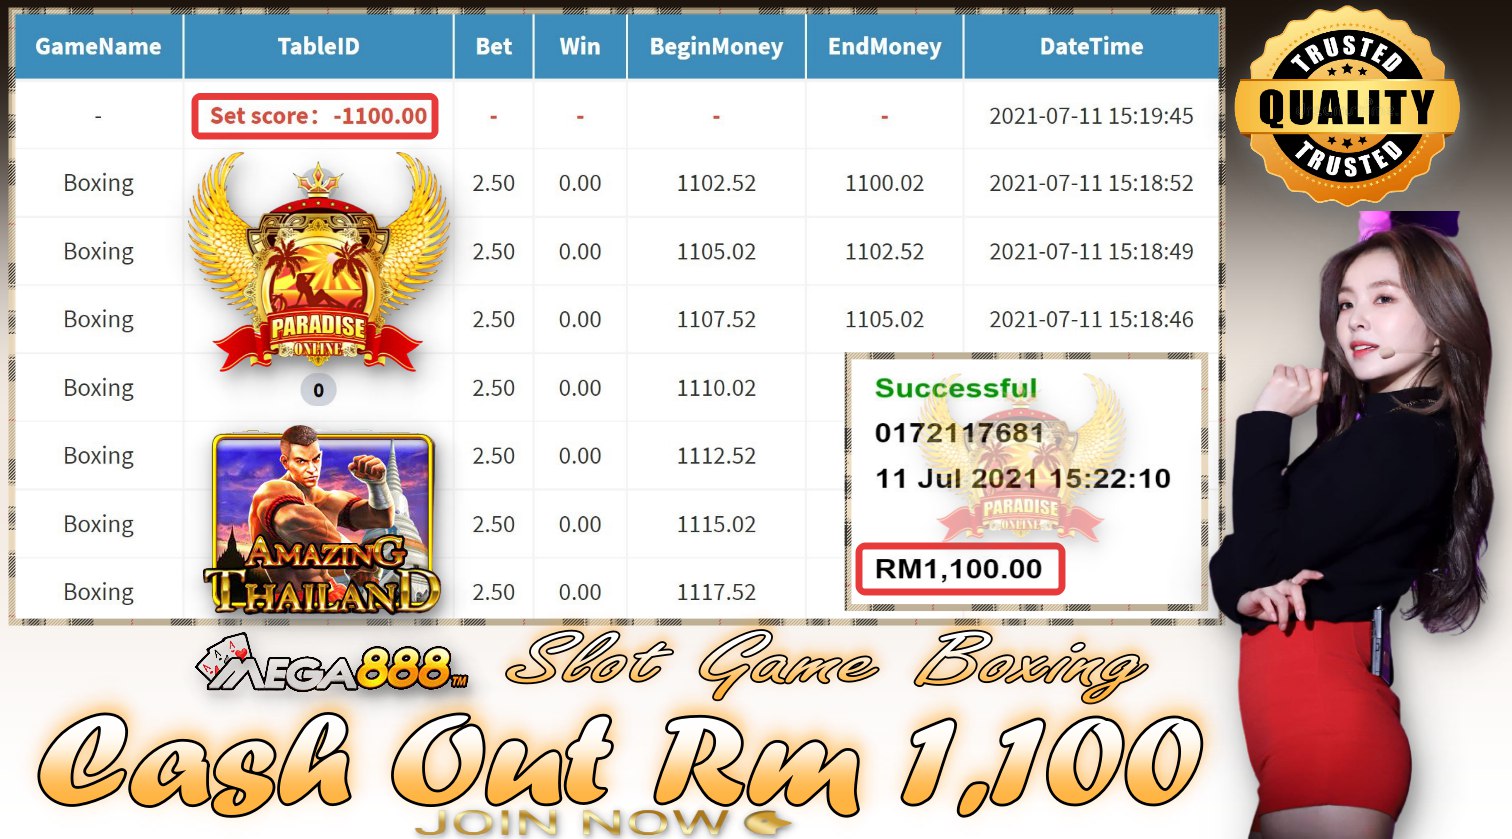 GameName TableID Bet Win BeginMoney EndMoney DateTime
- Set score: -1100.00 - - - - 2021-07-11 15:19:45
Boxing 2.50 0.00 1102.52 1100.02 2021-07-11 15:18:52
Boxing 2.50 0.00 1105.02 1102.52 2021-07-11 15:18:49
Boxing 2.50 0.00 1107.52 1105.02 2021-07-11 15:18:46
PARADISE
ONLINE
Boxing 0 2.50 0.00 1110.02
Boxing 2.50 0.00 1112.52
Boxing 2.50 0.00 1115.02
Boxing 2.50 0.00 1117.52
AMAZING
THAILAND
Successful
0172117681
11 Jul 2021 15:22:10
PARADISE
ONLINE
RM1,100.00
TRUSTED
QUALITY
TRUSTED
MEGA888™ Slot Game Boxing
Cash Out Rm 1,100
JOIN NOW